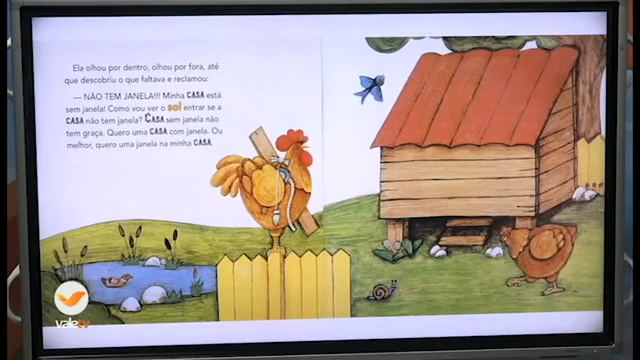 Ela olhou por dentro, olhou por fora, até
que descobriu o que faltava e reclamou:
— NÃO TEM JANELA!!! Minha CASA está
sem janela! Como vou ver o sol entrar se a
CASA não tem janela? CASA sem janela não
tem graça. Quero uma CASA com janela. Ou
melhor, quero uma janela na minha CASA.
valetv